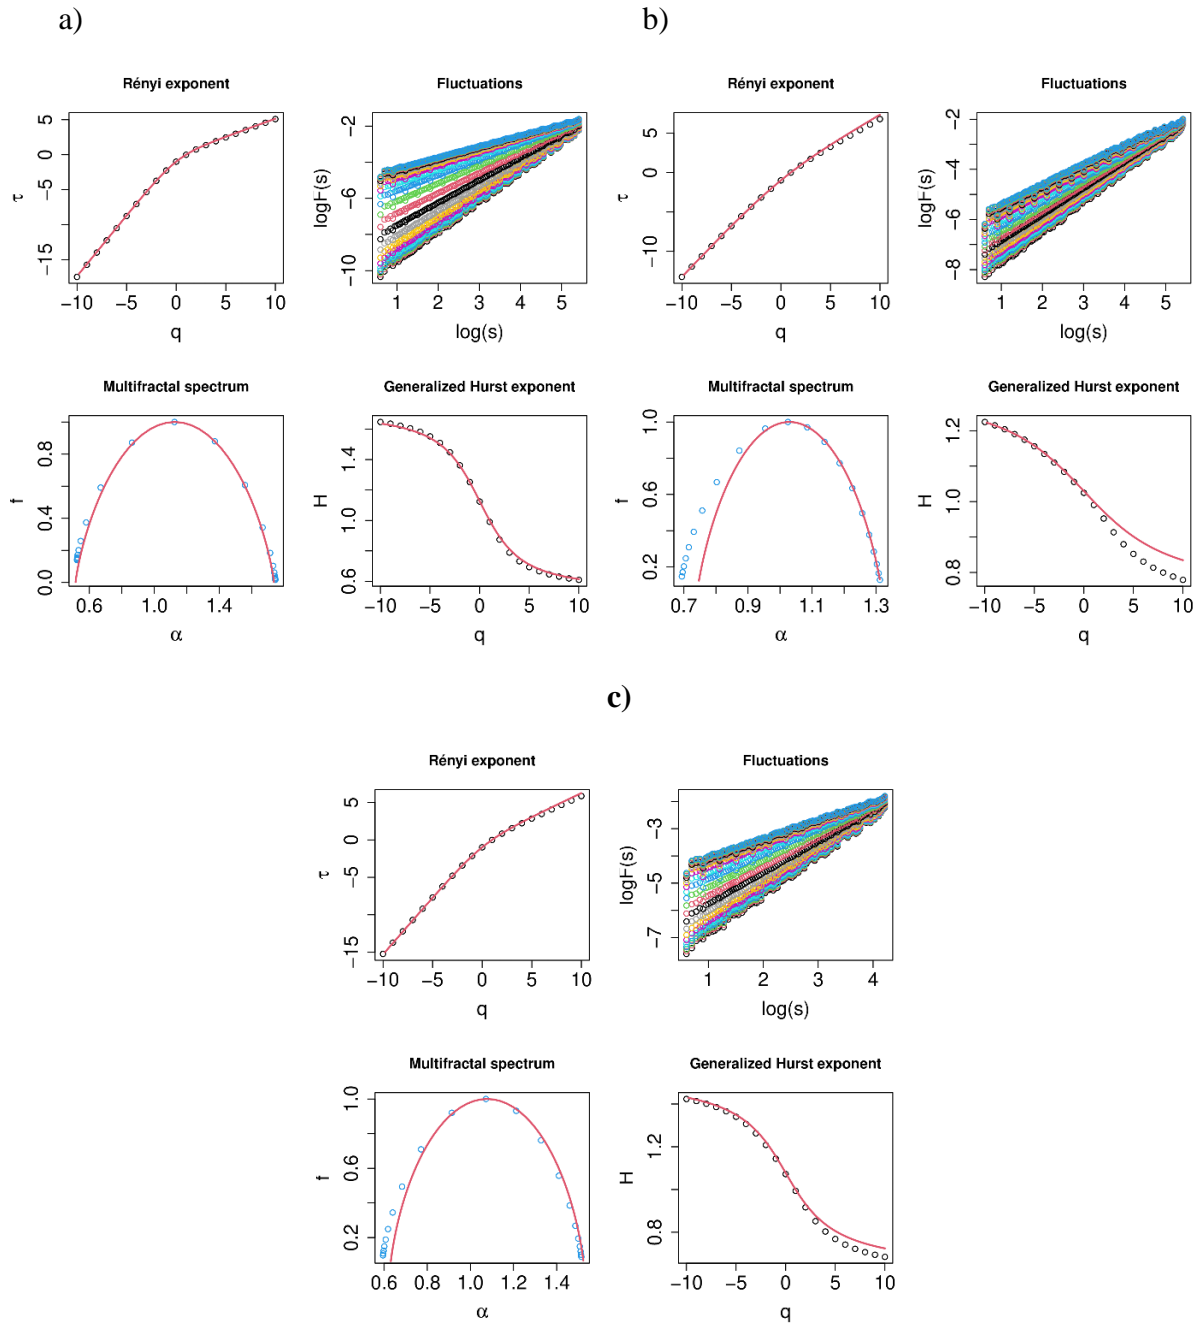 a)
b)
Rényi exponent
Fluctuations
Rényi exponent
Fluctuations
τ
5
0
−5
−15
−10 −5 0 5 10
q
logF(s)
−2
−6
−10
1 2 3 4 5
log(s)
τ
5
0
−10
−10 −5 0 5 10
q
logF(s)
−2
−4
−6
−8
1 2 3 4 5
log(s)
Multifractal spectrum
Generalized Hurst exponent
Multifractal spectrum
Generalized Hurst exponent
f
0.8
0.4
0.0
0.6 1.0 1.4
α
H
1.4
1.0
0.6
−10 −5 0 5 10
q
f
1.0
0.6
0.2
0.7 0.9 1.1 1.3
α
H
1.2
1.0
0.8
−10 −5 0 5 10
q
c)
Rényi exponent
Fluctuations
τ
5
0
−5
−15
−10 −5 0 5 10
q
logF(s)
−3
−5
−7
1 2 3 4
log(s)
Multifractal spectrum
Generalized Hurst exponent
f
1.0
0.6
0.2
0.6 0.8 1.0 1.2 1.4
α
H
1.2
0.8
−10 −5 0 5 10
q